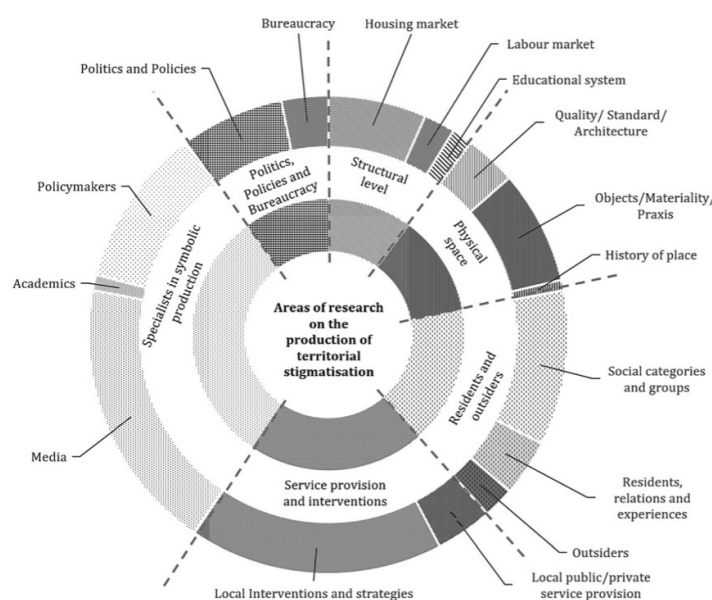 Bureaucracy
Housing market
Labour market
Politics and Policies
Educational system
Quality/ Standard/
Architecture
Policymakers
Politics,
Policies and
Bureaucracy
Structural
level
Objects/Materiality/
Praxis
Physical
space
History of place
Academics
Specialists in symbolic
production
Areas of research
on the
production of
territorial
stigmatisation
Residents and
outsiders
Social categories
and groups
Media
Service provision
and interventions
Residents,
relations and
experiences
Outsiders
Local Interventions and strategies
Local public/private
service provision